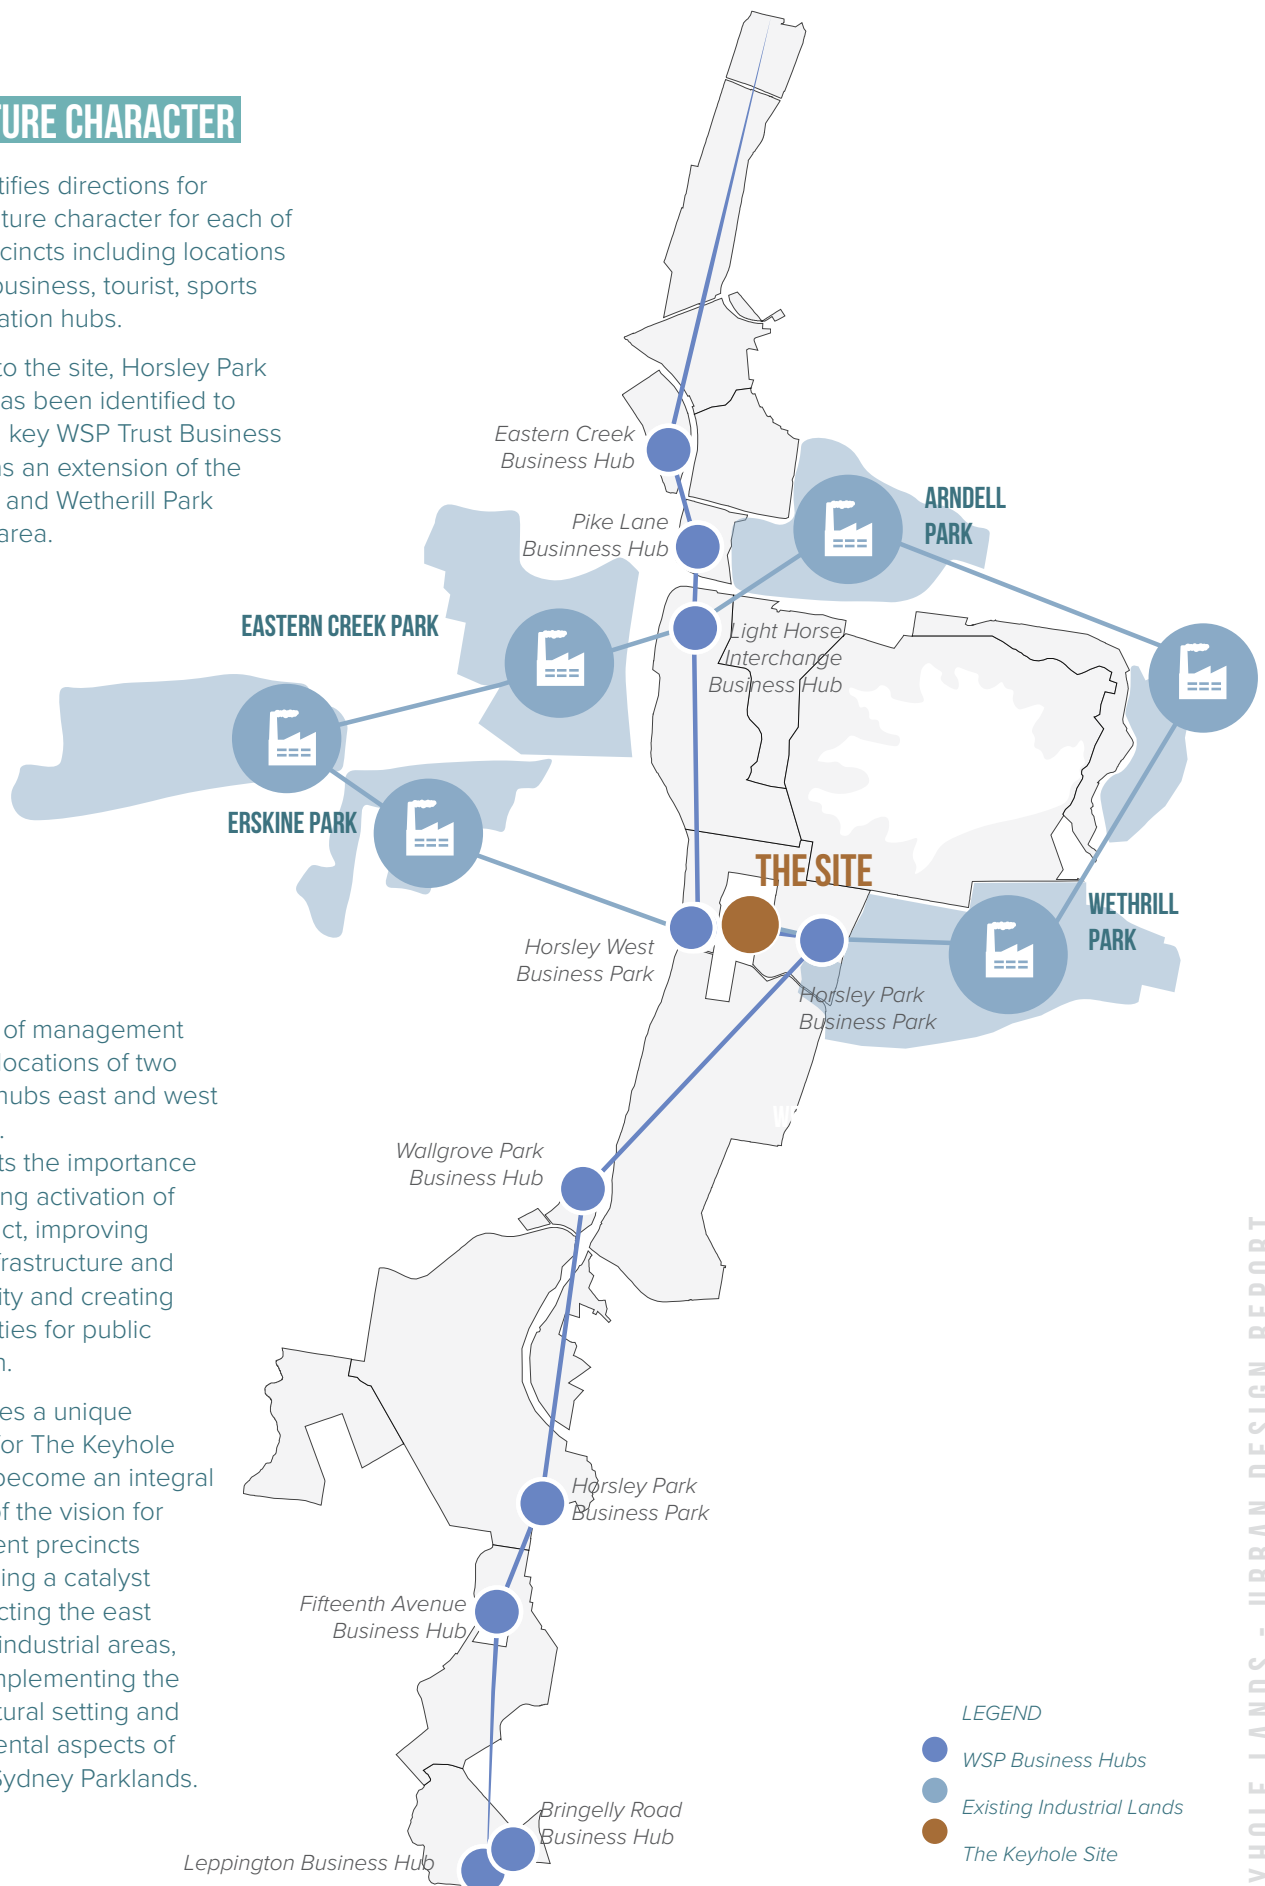 TURE CHARACTER
tifies directions for
ture character for each of
cincts including locations
business, tourist, sports
ation hubs.
to the site, Horsley Park
as been identified to
key WSP Trust Business
as an extension of the
and Wetherill Park
area.
Eastern Creek
Business Hub
Pike Lane
Businness Hub
ARNDELL
PARK
EASTERN CREEK PARK
Light Horse
Interchange
Business Hub
ERSKINE PARK
THE SITE
WETHRILL
PARK
Horsley West
Business Park
Horsley Park
Business Park
of management
locations of two
hubs east and west
.
ts the importance
ng activation of
ct, improving
frastructure and
ity and creating
ties for public
n.
W
Wallgrove Park
Business Hub
es a unique
for The Keyhole
become an integral
of the vision for
ent precincts
ing a catalyst
cting the east
industrial areas,
mplementing the
tural setting and
ental aspects of
Sydney Parklands.
Horsley Park
Business Park
Fifteenth Avenue
Business Hub
Bringelly Road
Business Hub
Leppington Business Hub
LEGEND
WSP Business Hubs
Existing Industrial Lands
The Keyhole Site
YHOLE LANDS - URBAN DESIGN REPORT